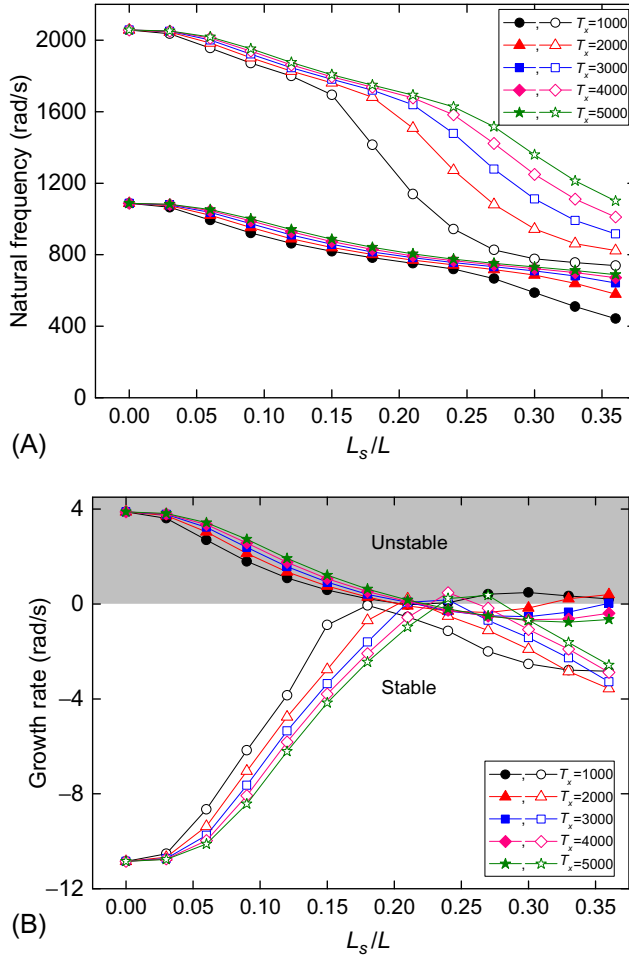 2000
1600
1200
800
400
0
Natural frequency (rad/s)
T_x=1000
T_x=2000
T_x=3000
T_x=4000
T_x=5000
0.00 0.05 0.10 0.15 0.20 0.25 0.30 0.35
(A)
L_s/L
4
0
−4
−8
−12
Growth rate (rad/s)
Unstable
Stable
T_x=1000
T_x=2000
T_x=3000
T_x=4000
T_x=5000
0.00 0.05 0.10 0.15 0.20 0.25 0.30 0.35
(B)
L_s/L